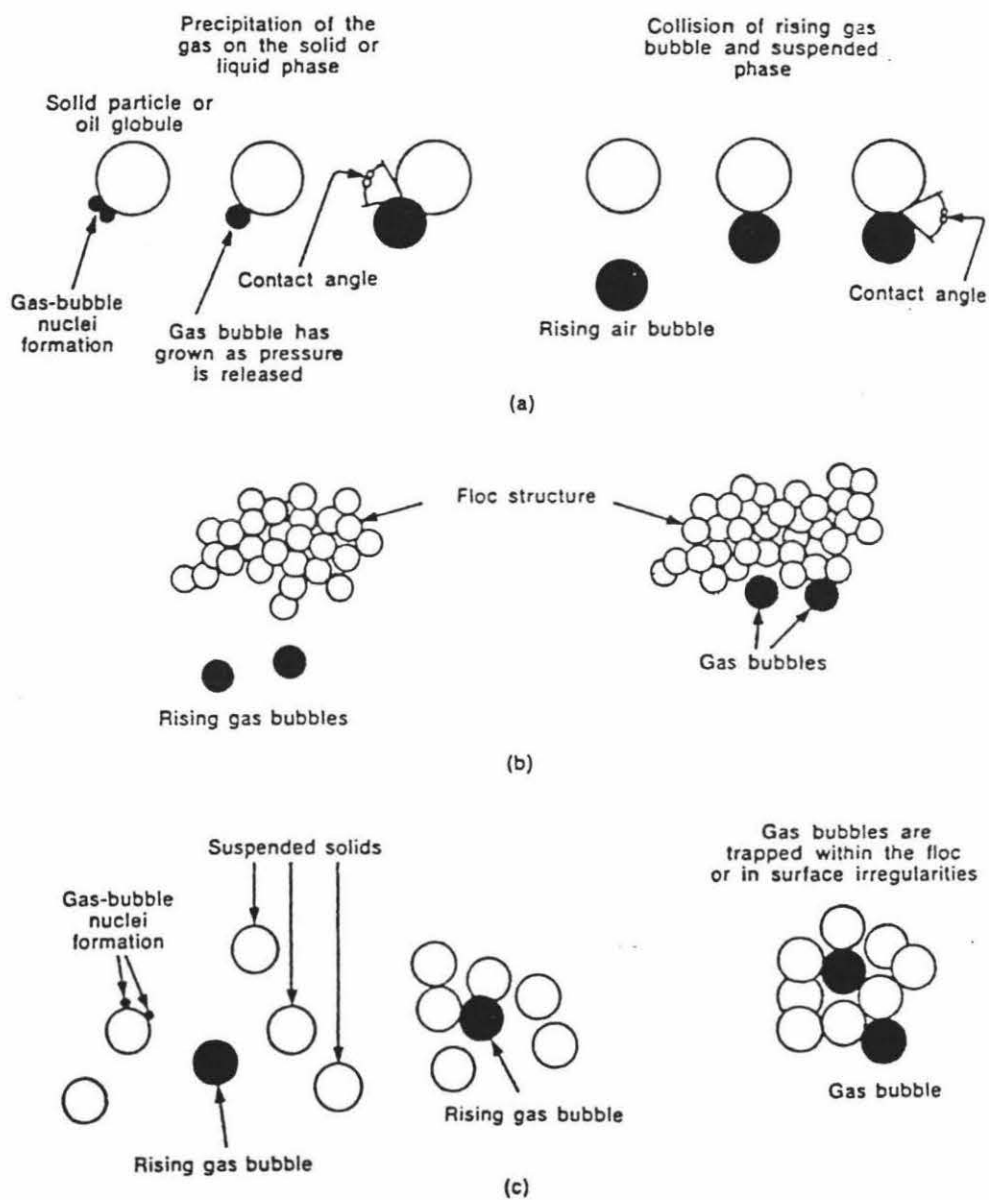 Precipitation of the
gas on the solid or
liquid phase
Collision of rising gas
bubble and suspended
phase
Solid particle or
oil globule
Contact angle
Gas-bubble
nuclei
formation
Gas bubble has
grown as pressure
is released
Rising air bubble
Contact angle
(a)
Floc structure
Gas bubbles
Rising gas bubbles
(b)
Suspended solids
Gas-bubble
nuclei
formation
Gas bubbles are
trapped within the floc
or in surface irregularities
Rising gas bubble
Rising gas bubble
Gas bubble
(c)